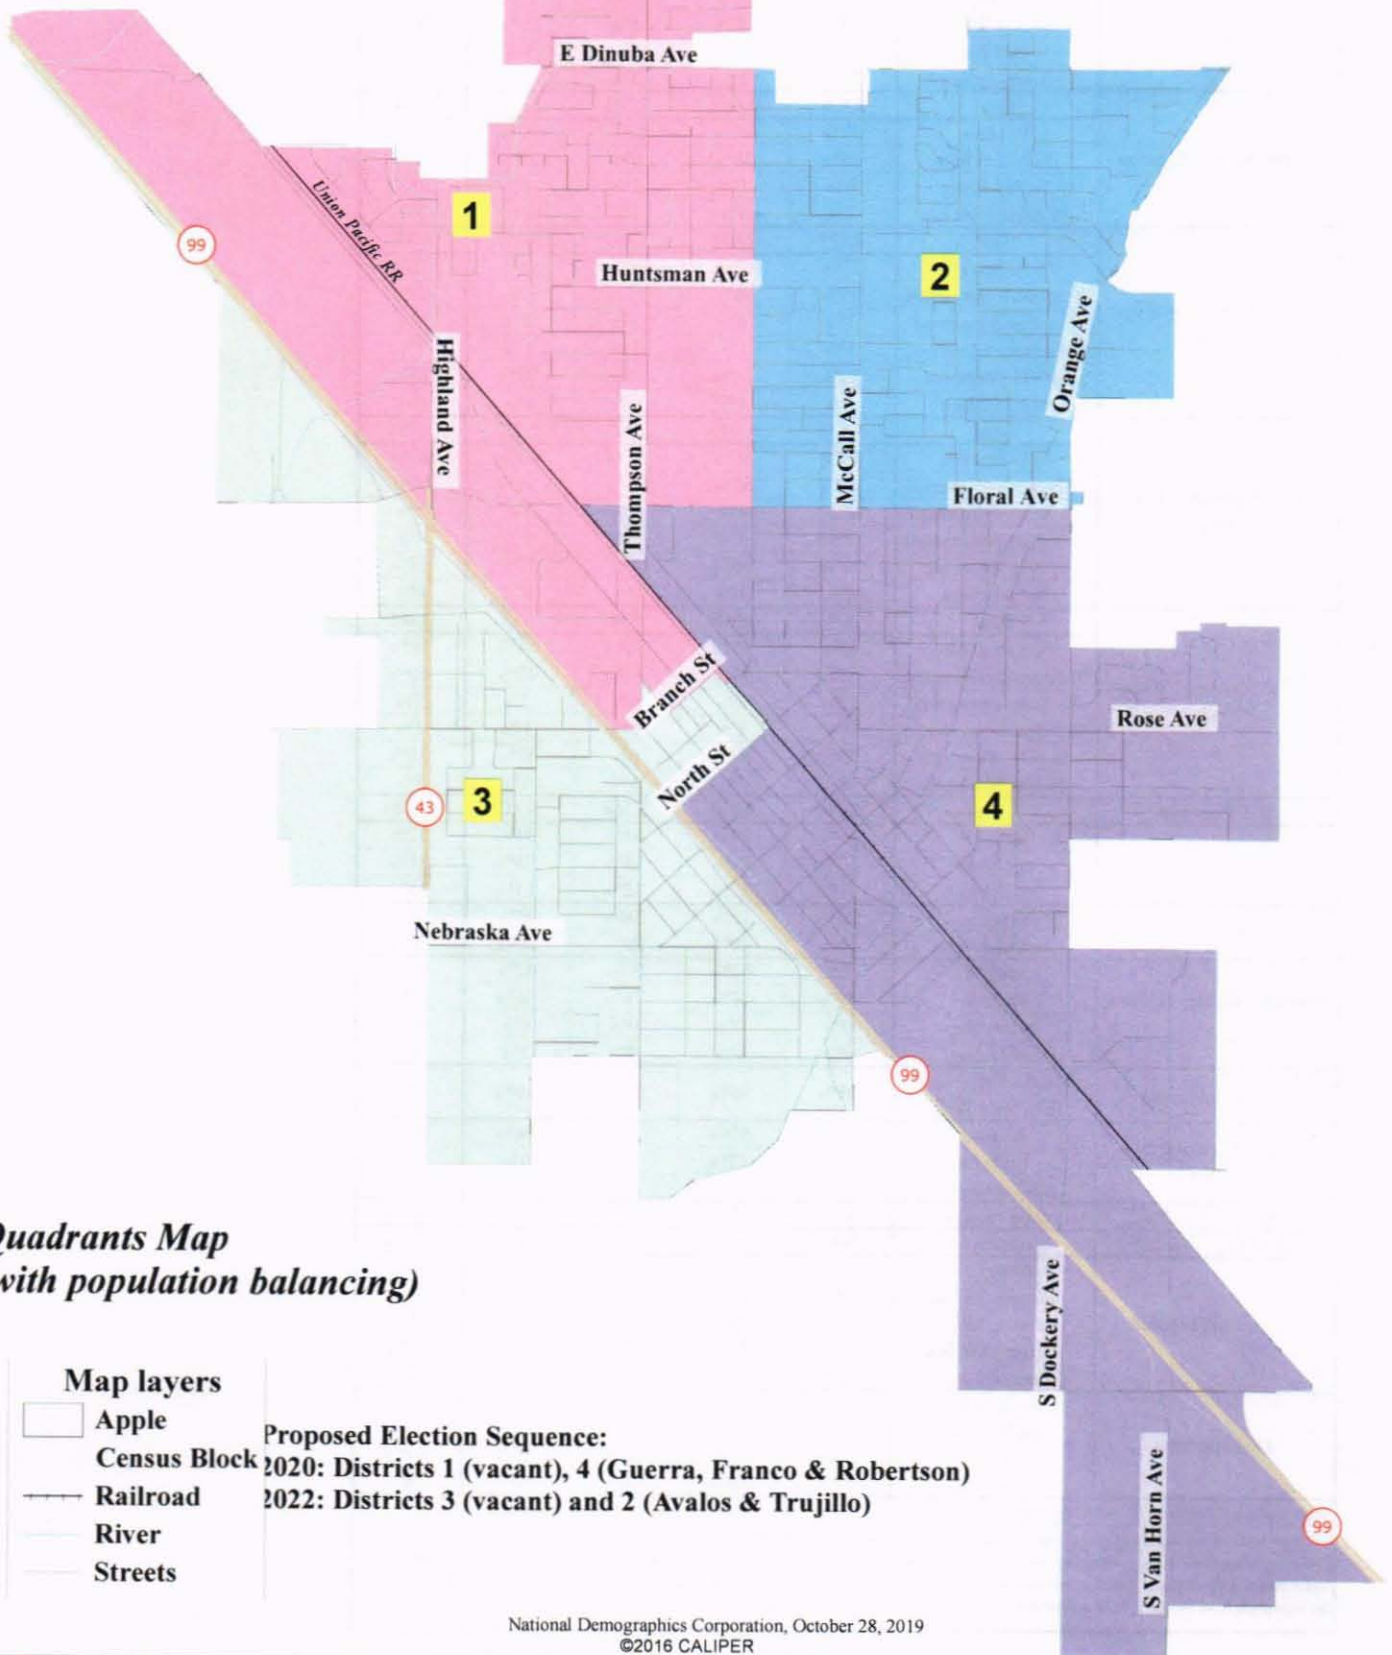 E Dinuba Ave
1
Union Pacific RR
99
Huntsman Ave
2
Orange Ave
Highland Ave
Thompson Ave
McCall Ave
Floral Ave
Branch St
Rose Ave
North St
43
3
4
Nebraska Ave
99
Quadrants Map
with population balancing)
S Dockery Ave
Map layers
Apple
Census Block
Railroad
River
Streets
Proposed Election Sequence:
2020: Districts 1 (vacant), 4 (Guerra, Franco & Robertson)
2022: Districts 3 (vacant) and 2 (Avalos & Trujillo)
S Van Horn Ave
99
National Demographics Corporation, October 28, 2019
©2016 CALIPER